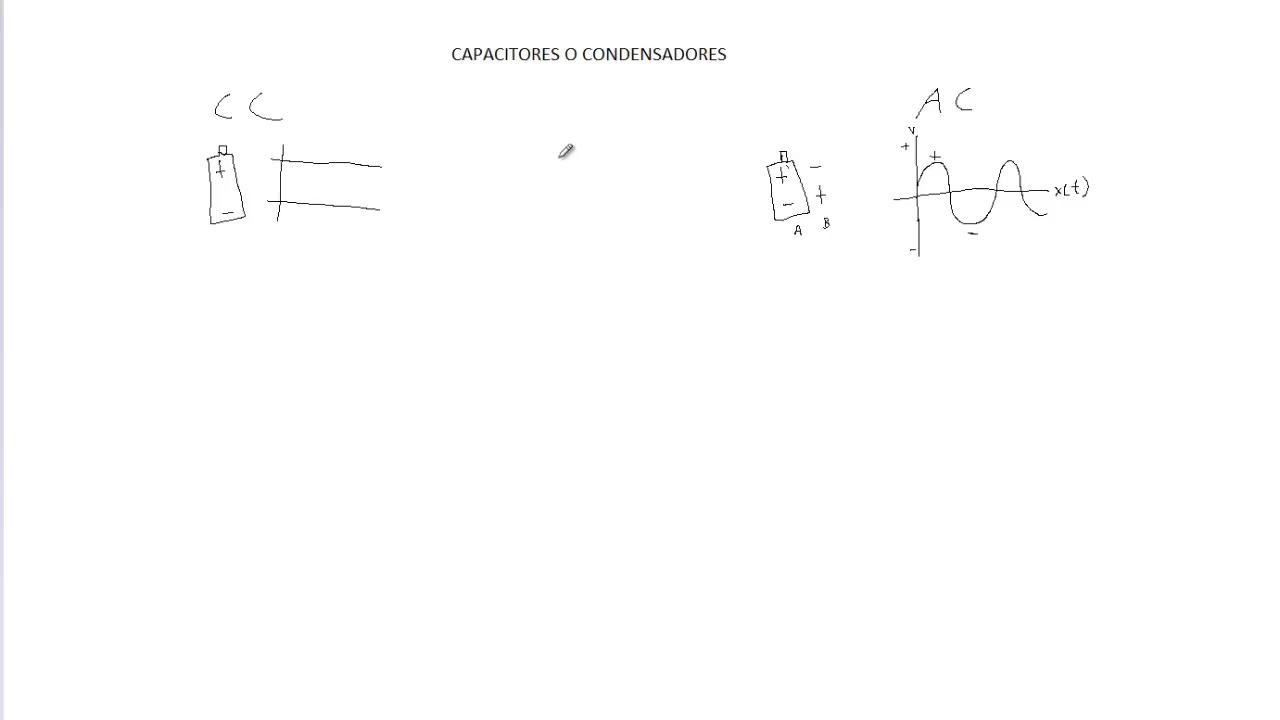 CAPACITORES O CONDENSADORES
CC
AC
V
+
+
+
-
+
-
+
-
x(t)
A
B
-
-